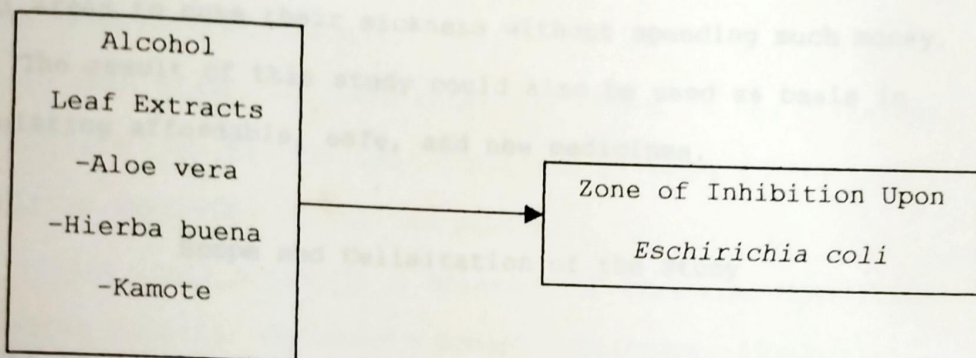 Alcohol
Leaf Extracts
-Aloe vera
-Hierba buena
-Kamote
Zone of Inhibition Upon
Eschirichia coli